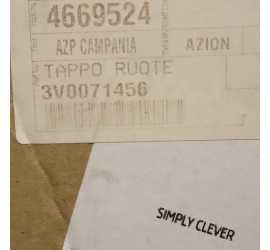 4669524
AZP CAMPANIA AZION
TAPPO RUOTE
3V0071456
SIMPLY CLEVER